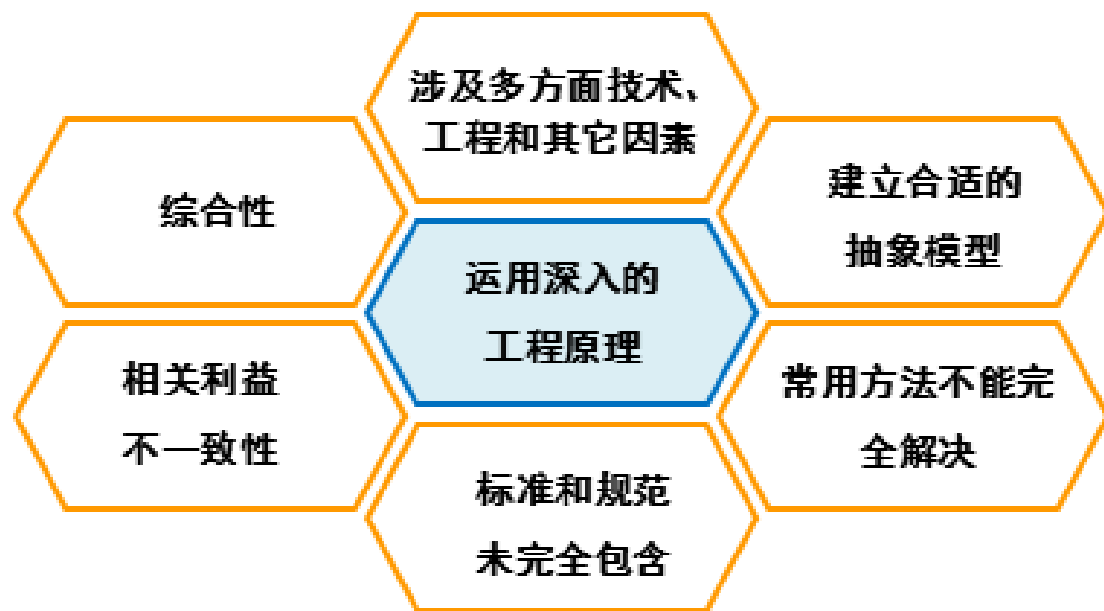 涉及多方面技术、
工程和其它因素
综合性
建立合适的
抽象模型
运用深入的
工程原理
相关利益
不一致性
常用方法不能完
全解决
标准和规范
未完全包含